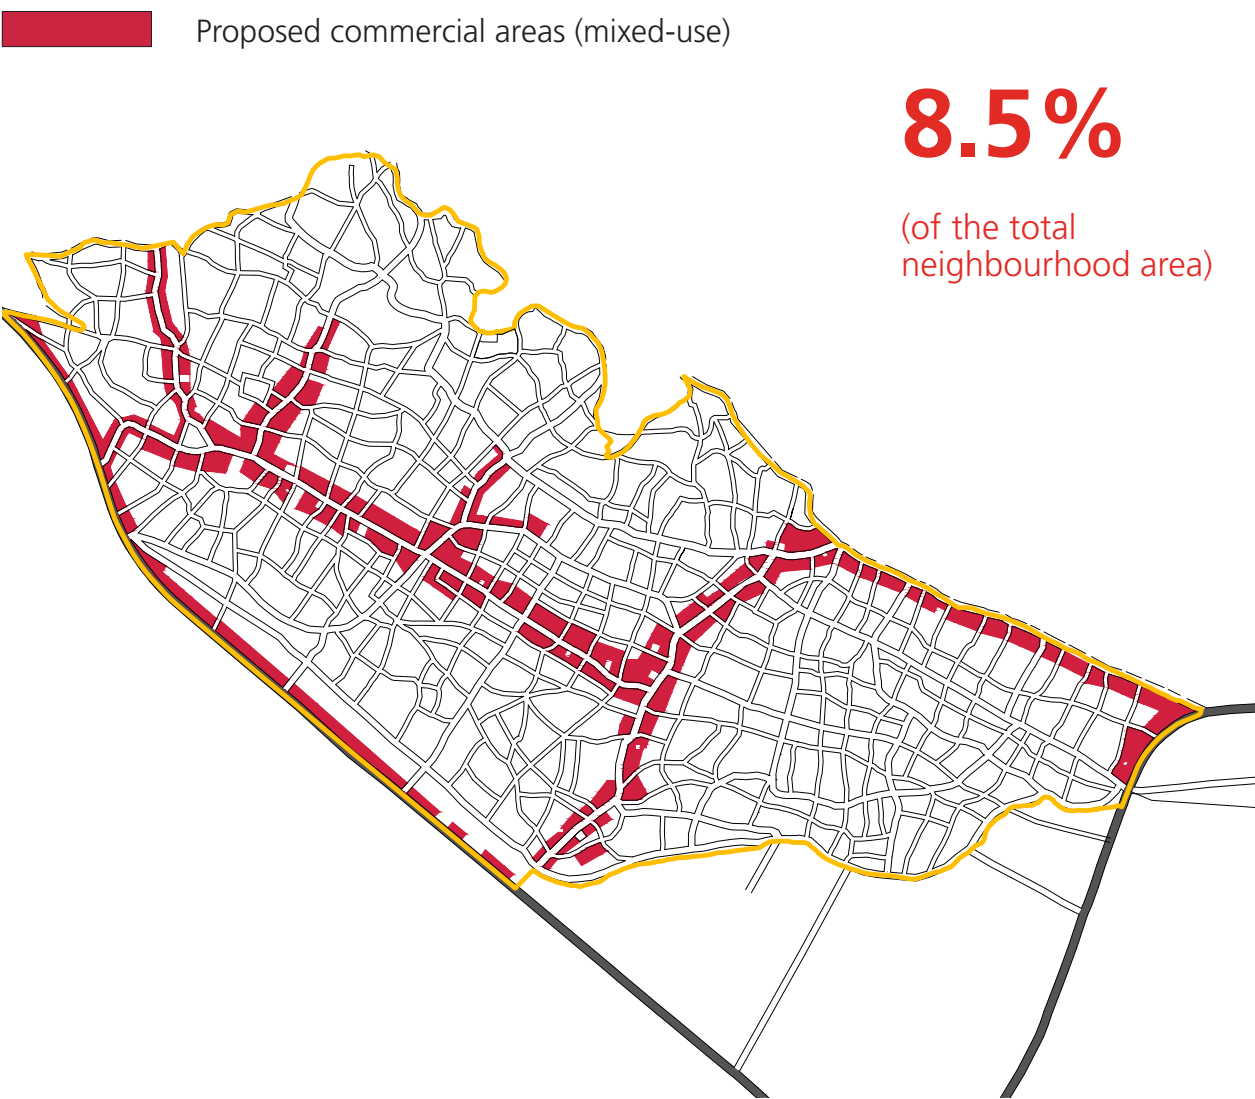 Proposed commercial areas (mixed-use)
8.5%
(of the total
neighbourhood area)